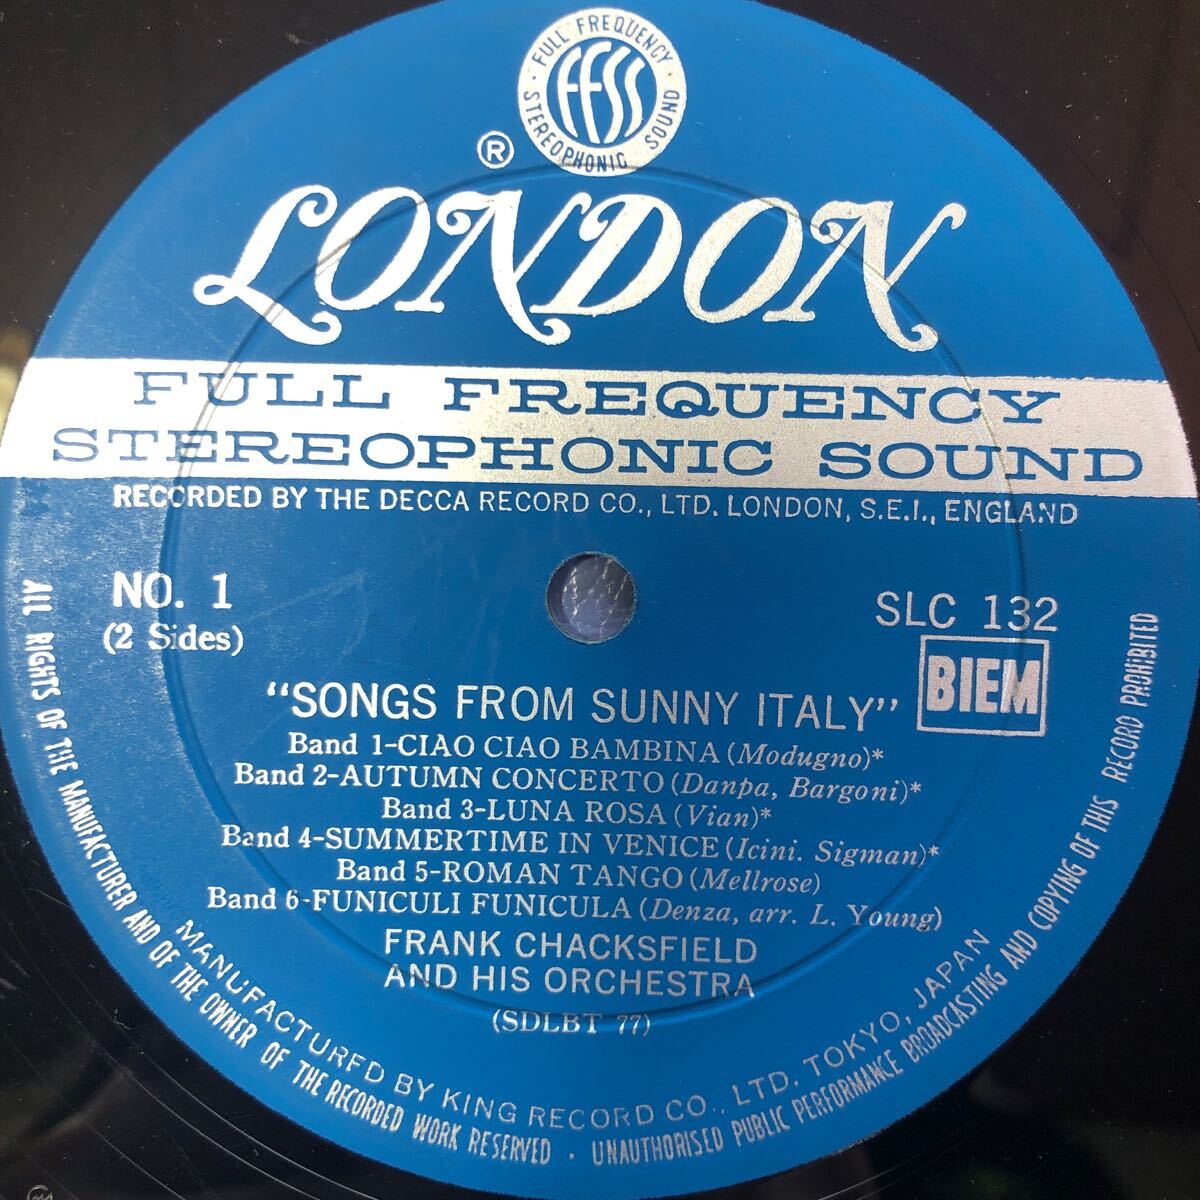 FULL FREQUENCY STEREOPHONIC SOUND
FFSS
®
LONDON
FULL FREQUENCY
STEREOPHONIC SOUND
RECORDED BY THE DECCA RECORD CO., LTD. LONDON, S.E.I., ENGLAND
NO. 1
(2 Sides)
SLC 132
BIEM
"SONGS FROM SUNNY ITALY"
Band 1-CIAO CIAO BAMBINA (Modugno)*
Band 2-AUTUMN CONCERTO (Danpa, Bargoni)*
Band 3-LUNA ROSA (Vian)*
Band 4-SUMMERTIME IN VENICE (Icini. Sigman)*
Band 5-ROMAN TANGO (Mellrose)
Band 6-FUNICULI FUNICULA (Denza, arr. L. Young)
FRANK CHACKSFIELD
AND HIS ORCHESTRA
(SDLBT 77)
MANUFACTURED BY KING RECORD CO., LTD. TOKYO, JAPAN
ALL RIGHTS OF THE MANUFACTURER AND OF THE OWNER OF THE RECORDED WORK RESERVED · UNAUTHORISED PUBLIC PERFORMANCE BROADCASTING AND COPYING OF THIS RECORD PROHIBITED